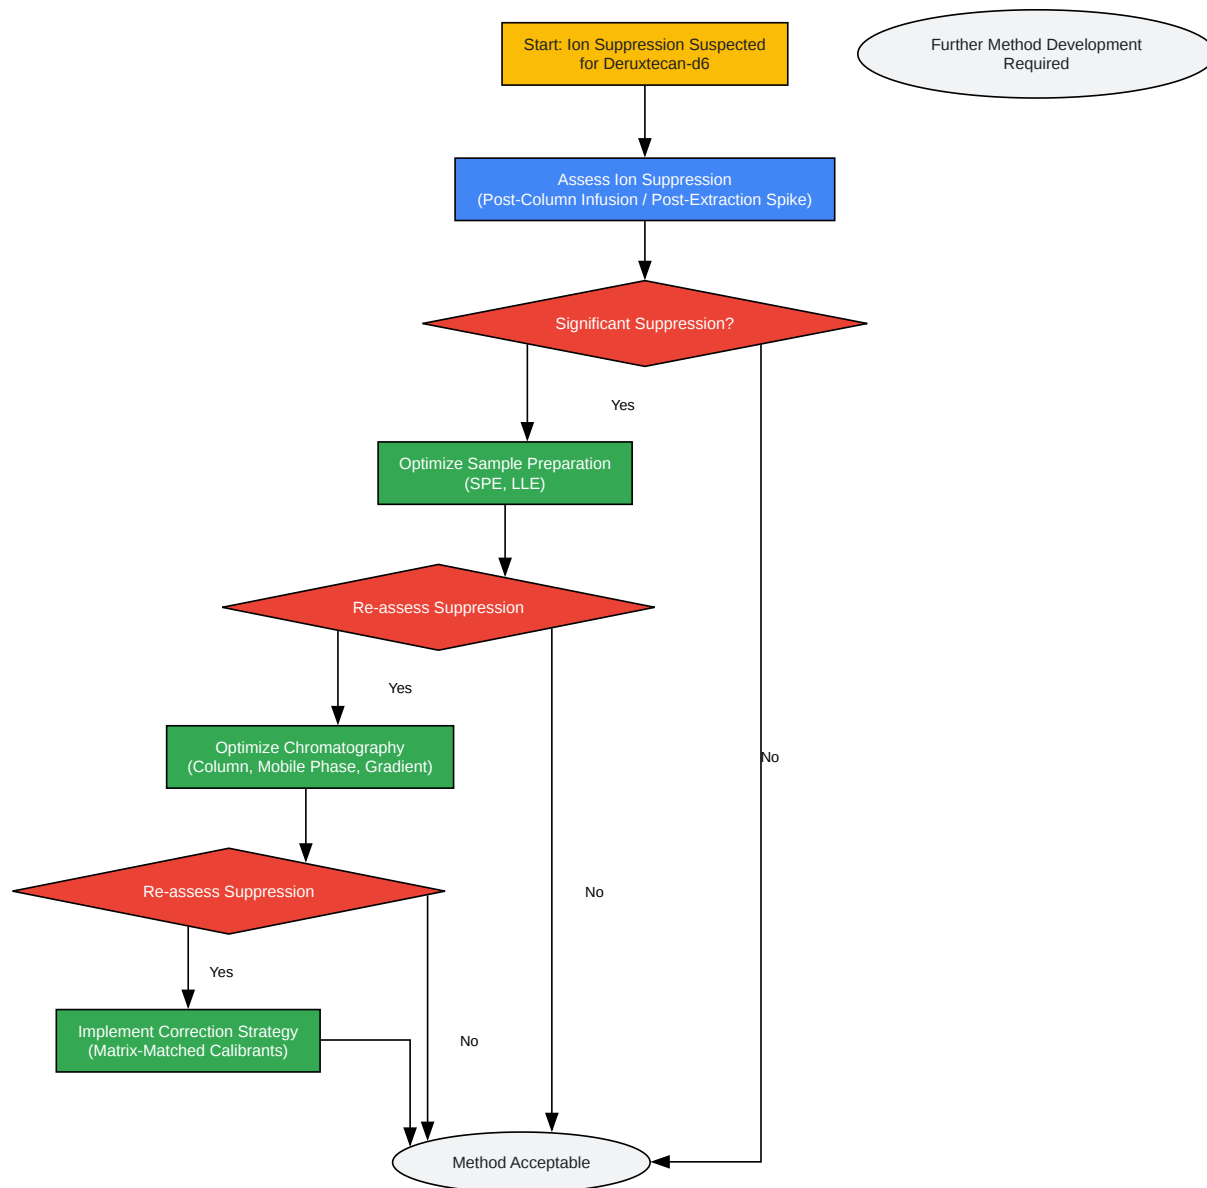 Start: Ion Suppression Suspected
for Deruxtecan-d6
Further Method Development
Required
Assess Ion Suppression
(Post-Column Infusion / Post-Extraction Spike)
Significant Suppression?
Yes
Optimize Sample Preparation
(SPE, LLE)
Re-assess Suppression
Yes
Optimize Chromatography
(Column, Mobile Phase, Gradient)
No
Re-assess Suppression
No
Yes
Implement Correction Strategy
(Matrix-Matched Calibrants)
No
Method Acceptable